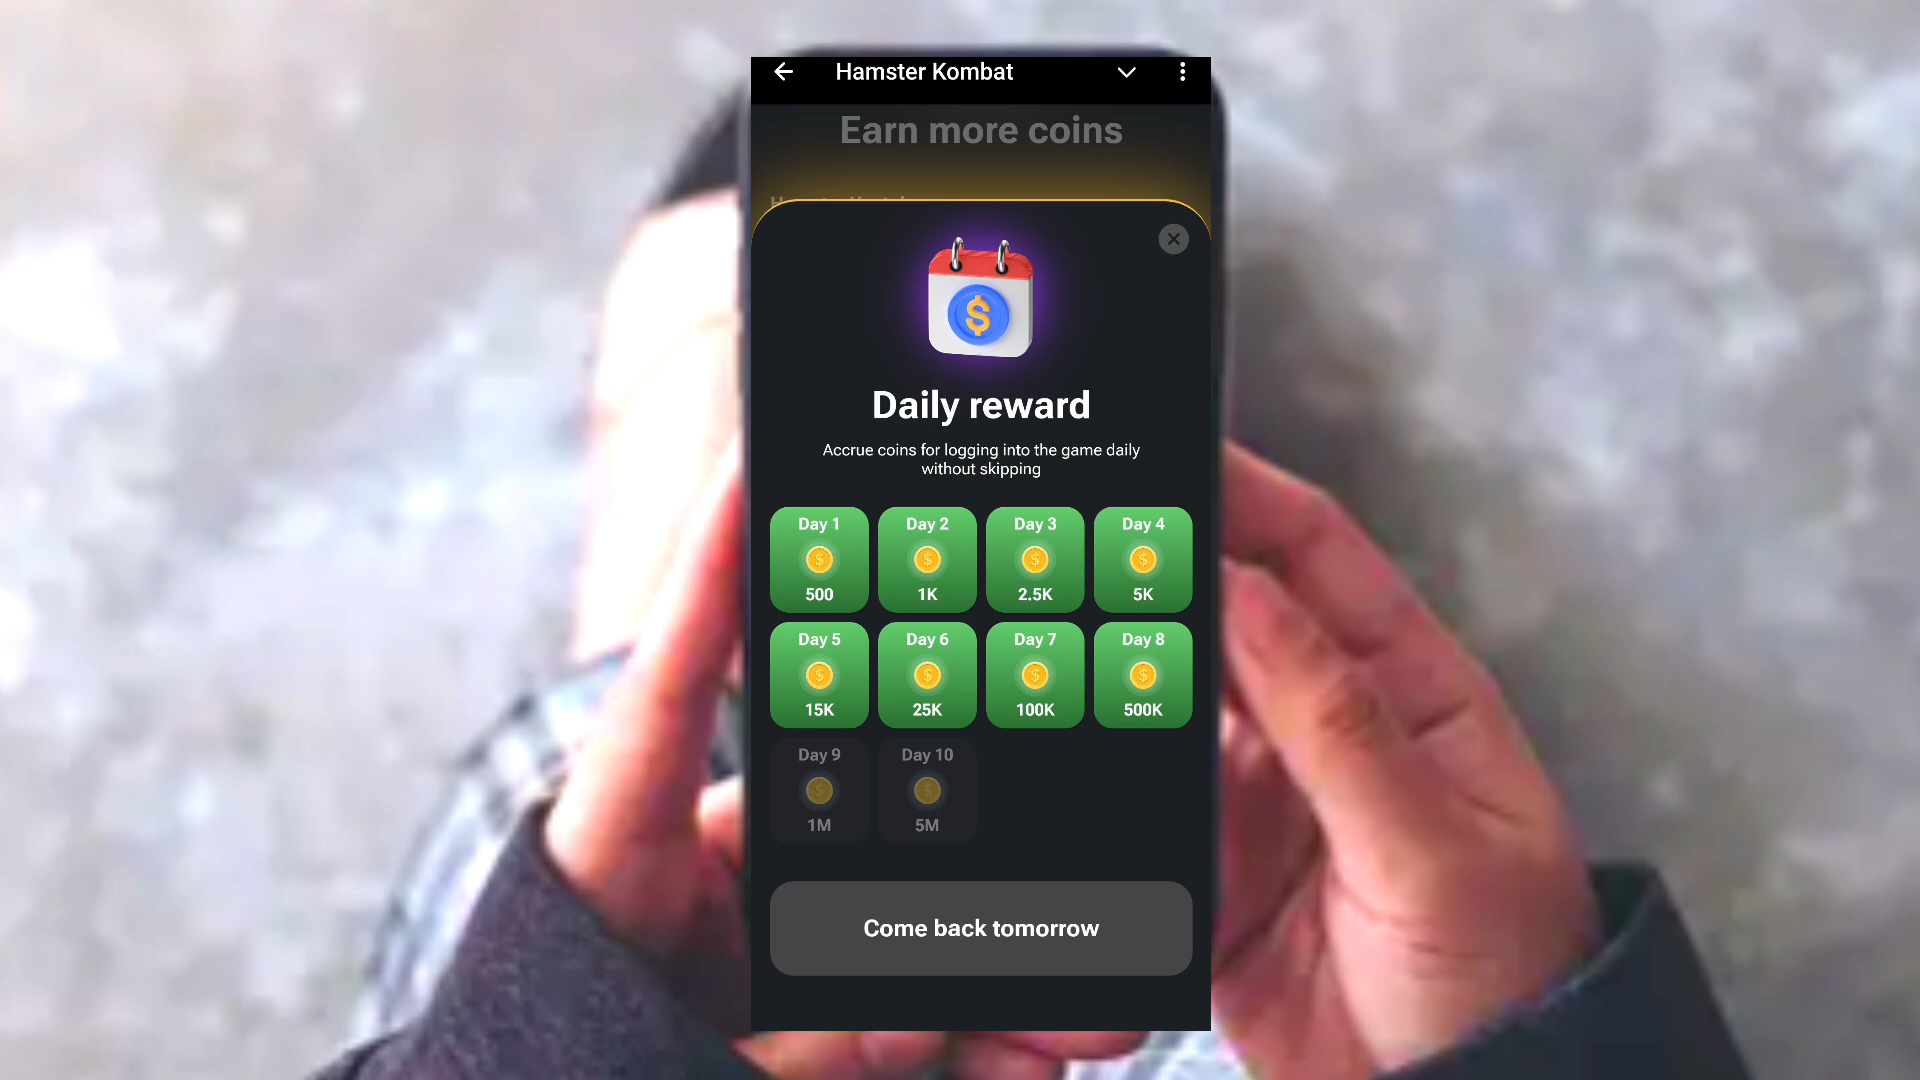 Hamster Kombat
Earn more coins
Daily reward
Accrue coins for logging into the game daily
without skipping
Day 1 Day 2 Day 3 Day 4
500 1K 2.5K 5K
Day 5 Day 6 Day 7 Day 8
15K 25K 100K 500K
Day 9 Day 10
1M 5M
Come back tomorrow